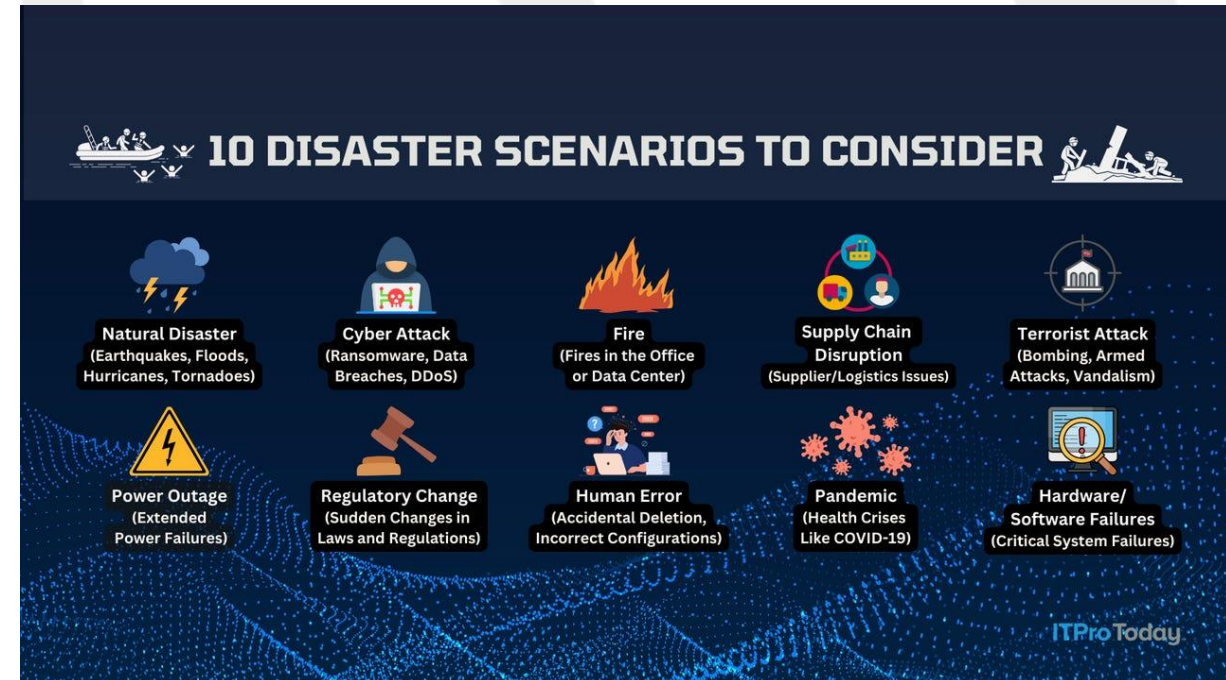 10 DISASTER SCENARIOS TO CONSIDER
Natural Disaster
(Earthquakes, Floods,
Hurricanes, Tornadoes)
Cyber Attack
(Ransomware, Data
Breaches, DDoS)
Fire
(Fires in the Office
or Data Center)
Supply Chain
Disruption
(Supplier/Logistics Issues)
Terrorist Attack
(Bombing, Armed
Attacks, Vandalism)
Power Outage
(Extended
Power Failures)
Regulatory Change
(Sudden Changes in
Laws and Regulations)
Human Error
(Accidental Deletion,
Incorrect Configurations)
Pandemic
(Health Crises
Like COVID-19)
Hardware/
Software Failures
(Critical System Failures)
ITProToday